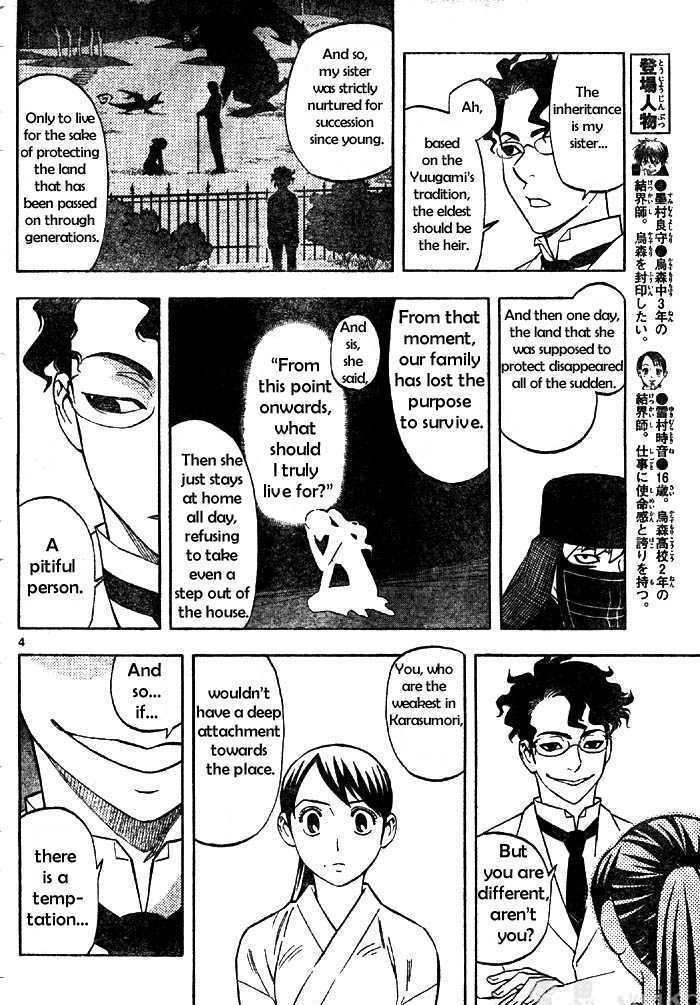 登場人物
とうじょうじんぶつ
●墨村良守●烏森中3年の
結界師。烏森を封印したい。
●雪村時音●16歳。烏森高校2年の
結界師。仕事に使命感と誇りを持つ。
The
inheritance
is my
sister...
Ah,
based
on the
Yuugami's
tradition,
the eldest
should be
the heir.
And so,
my sister
was strictly
nurtured for
succession
since young.
Only to live
for the sake
of protecting
the land
that has
been passed
on through
generations.
And then one day,
the land that she
was supposed to
protect disappeared
all of the sudden.
From that
moment,
our family
has lost the
purpose
to survive.
And
sis,
she
said,
"From
this point
onwards,
what
should
I truly
live for?"
Then she
just stays
at home
all day,
refusing
to take
even a
step out of
the house.
A
pitiful
person.
4
But
you are
different,
aren't
you?
You, who
are the
weakest in
Karasumori,
wouldn't
have a deep
attachment
towards
the place.
And
so...
if...
there
is a
temp-
tation...